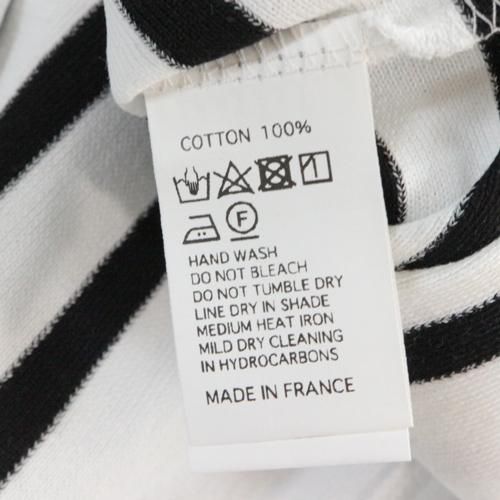 COTTON 100%
F
HAND WASH
DO NOT BLEACH
DO NOT TUMBLE DRY
LINE DRY IN SHADE
MEDIUM HEAT IRON
MILD DRY CLEANING
IN HYDROCARBONS
MADE IN FRANCE